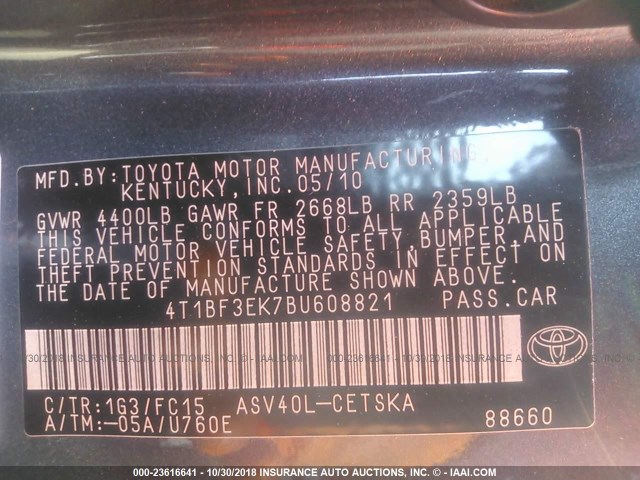 MFD.BY:TOYOTA MOTOR MANUFACTURING,
KENTUCKY,INC.05/10
GVWR 4400LB GAWR FR 2668LB RR 2359LB
THIS VEHICLE CONFORMS TO ALL APPLICABLE
FEDERAL MOTOR VEHICLE SAFETY,BUMPER,AND
THEFT PREVENTION STANDARDS IN EFFECT ON
THE DATE OF MANUFACTURE SHOWN ABOVE.
4T1BF3EK7BU608821 PASS.CAR
C/TR:1G3/FC15 ASV40L-CETSKA
A/TM:-05A/U760E 88660
TOYOTA
000-23616641 - 10/30/2018 INSURANCE AUTO AUCTIONS, INC. - IAAI.COM